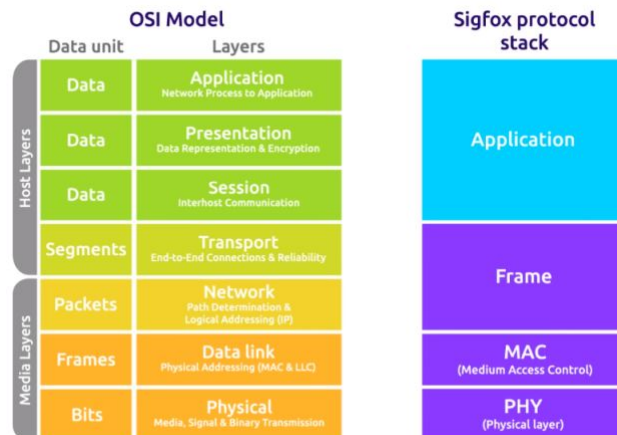 OSI Model
Data unit
Layers
Host Layers
Data
Application
Network Process to Application
Data
Presentation
Data Representation & Encryption
Data
Session
Interhost Communication
Segments
Transport
End-to-End Connections & Reliability
Media Layers
Packets
Network
Path Determination &
Logical Addressing (IP)
Frames
Data link
Physical Addressing (MAC & LLC)
Bits
Physical
Media, Signal & Binary Transmission
Sigfox protocol
stack
Application
Frame
MAC
(Medium Access Control)
PHY
(Physical layer)